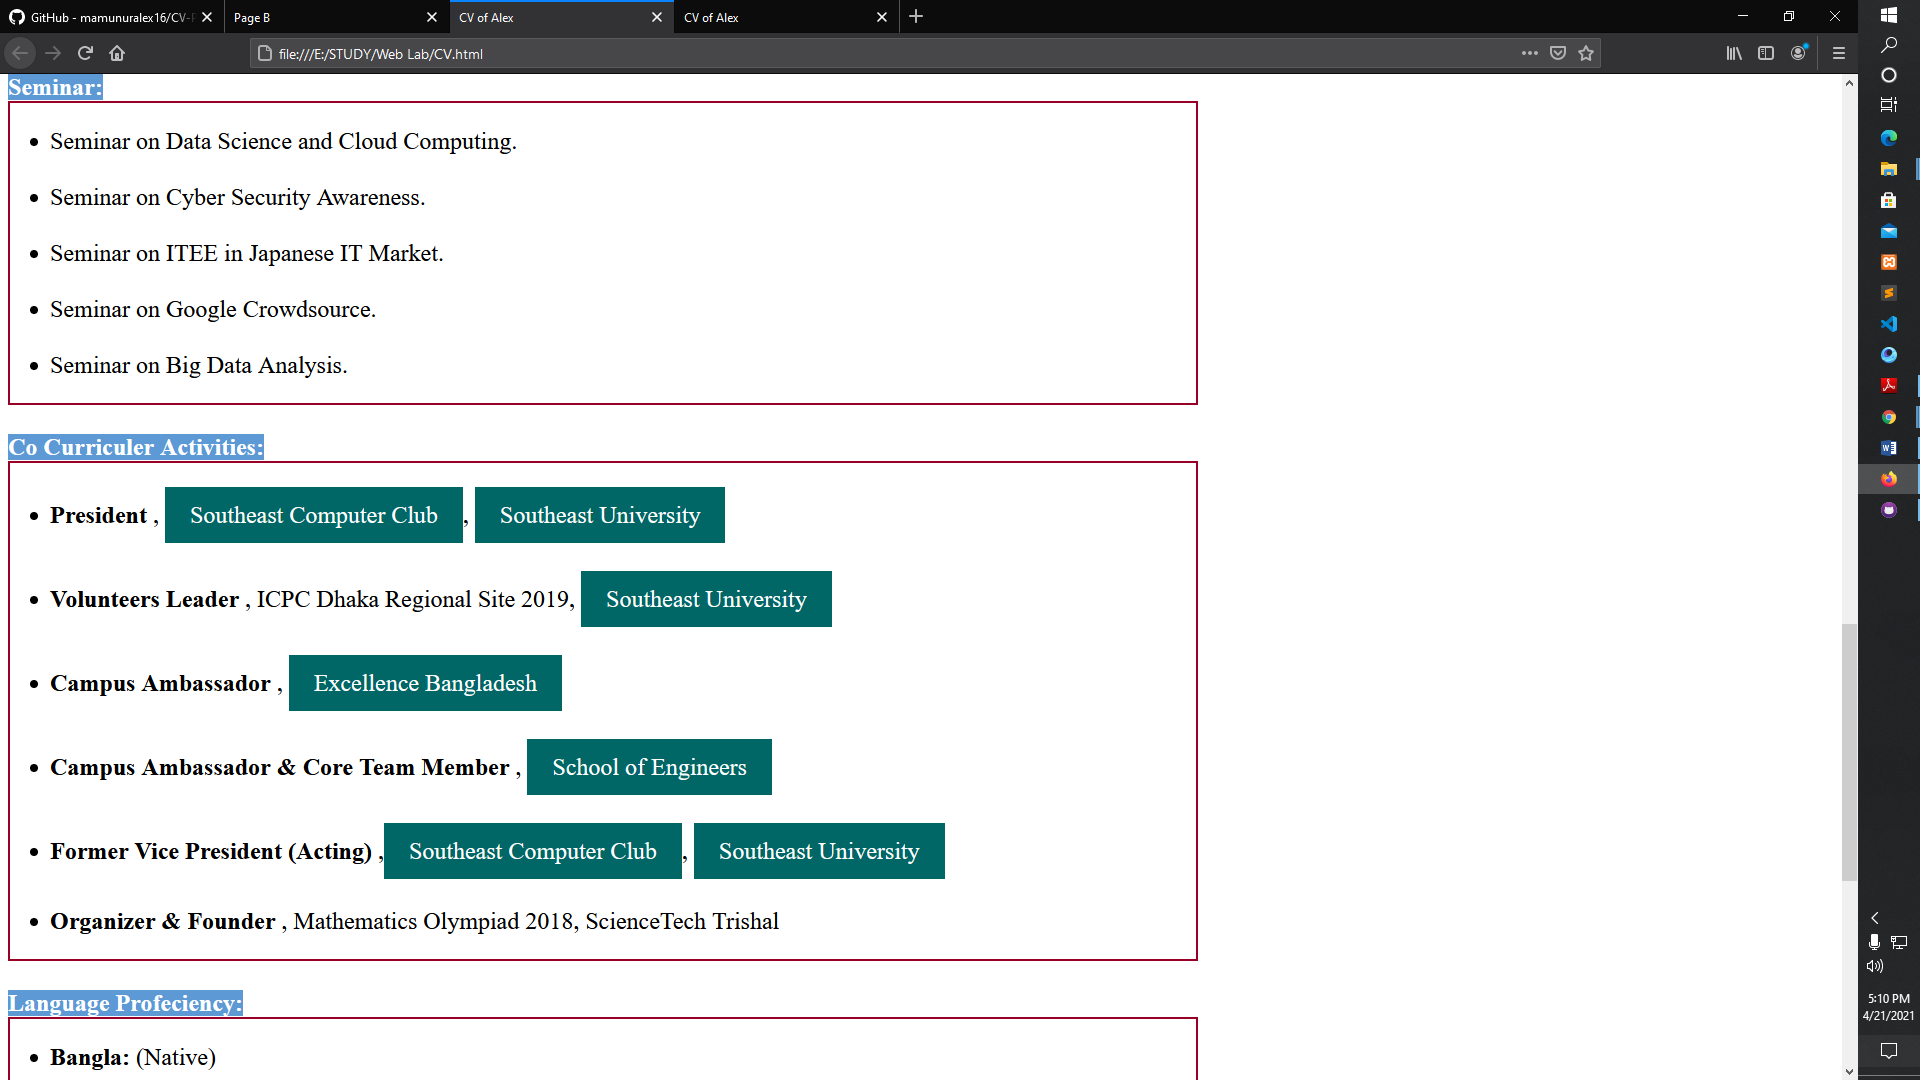 GitHub - mamunuralex16/CV-P
Page B
CV of Alex
CV of Alex
file:///E:/STUDY/Web Lab/CV.html
Seminar:
• Seminar on Data Science and Cloud Computing.
• Seminar on Cyber Security Awareness.
• Seminar on ITEE in Japanese IT Market.
• Seminar on Google Crowdsource.
• Seminar on Big Data Analysis.
Co Curriculer Activities:
• President , Southeast Computer Club, Southeast University
• Volunteers Leader , ICPC Dhaka Regional Site 2019, Southeast University
• Campus Ambassador , Excellence Bangladesh
• Campus Ambassador & Core Team Member , School of Engineers
• Former Vice President (Acting) ,Southeast Computer Club, Southeast University
• Organizer & Founder , Mathematics Olympiad 2018, ScienceTech Trishal
Language Profeciency:
• Bangla: (Native)
5:10 PM
4/21/2021